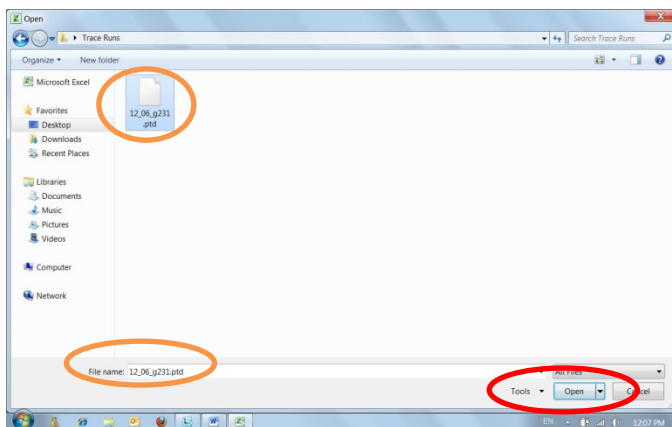 Open
Trace Runs
Search Trace Runs
Organize
New folder
Microsoft Excel
Favorites
Desktop
Downloads
Recent Places
Libraries
Documents
Music
Pictures
Videos
Computer
Network
12_06_g231
.ptd
File name: 12_06_g231.ptd
All Files
Tools
Open
Cancel
EN
12:07 PM